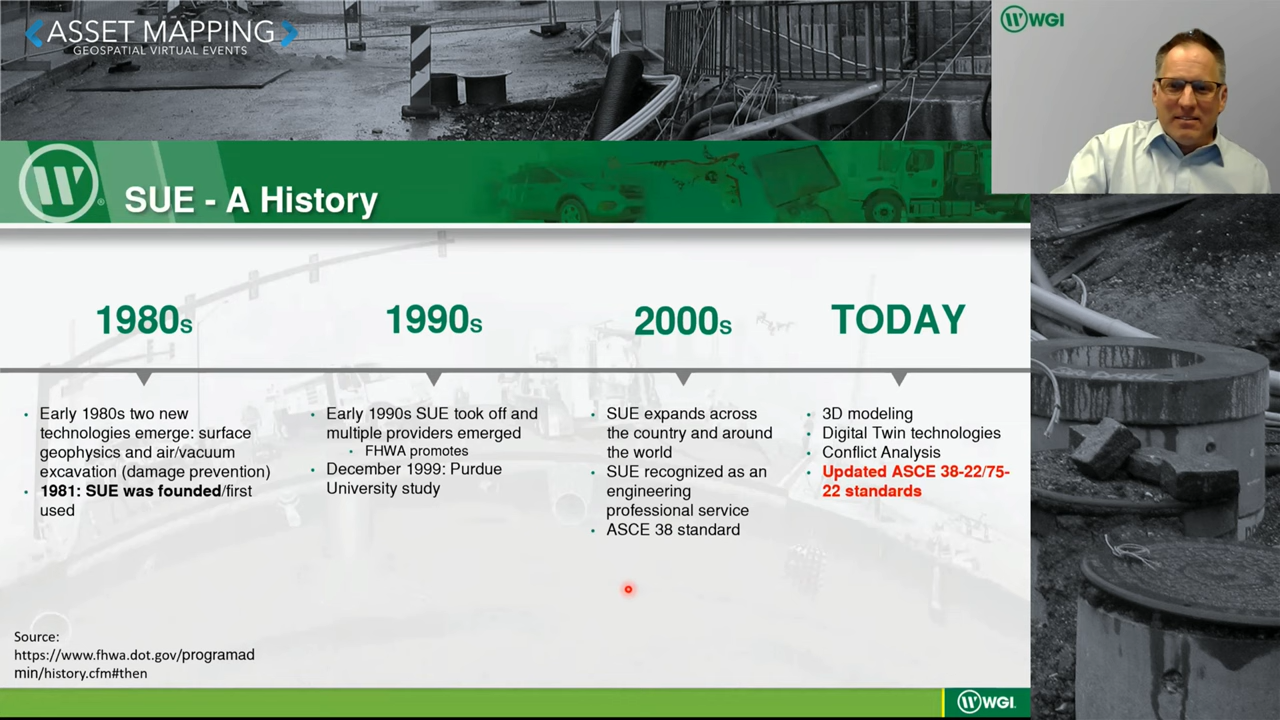 ASSET MAPPING
GEOSPATIAL VIRTUAL EVENTS
WGI
SUE - A History
1980s
1990s
2000s
TODAY
• Early 1980s two new
technologies emerge: surface
geophysics and air/vacuum
excavation (damage prevention)
• 1981: SUE was founded/first
used
• Early 1990s SUE took off and
multiple providers emerged
• FHWA promotes
• December 1999: Purdue
University study
• SUE expands across
the country and around
the world
• SUE recognized as an
engineering
professional service
• ASCE 38 standard
• 3D modeling
• Digital Twin technologies
• Conflict Analysis
• Updated ASCE 38-22/75-
22 standards
Source:
https://www.fhwa.dot.gov/programad
min/history.cfm#then
WGI